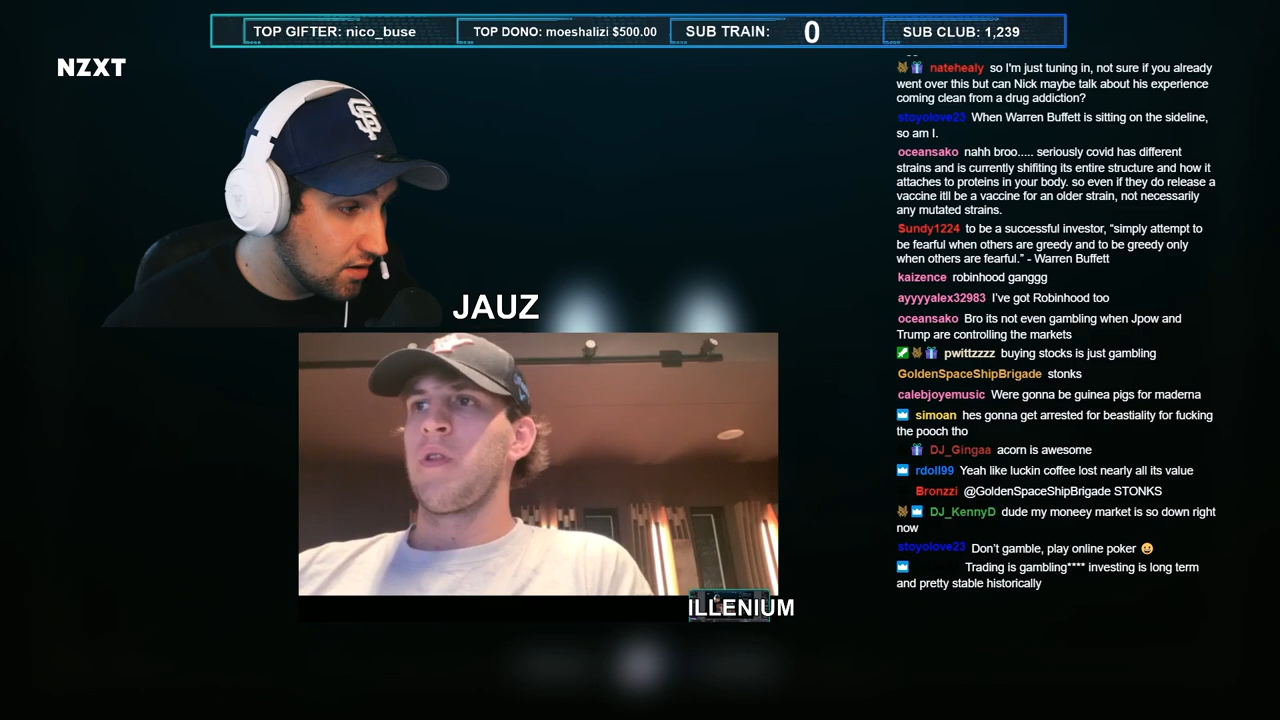 TOP GIFTER: nico_buse
TOP DONO: moeshalizi $500.00
SUB TRAIN: 0
SUB CLUB: 1,239
NZXT
SF
JAUZ
ILLENIUM
natehealy so I'm just tuning in, not sure if you already
went over this but can Nick maybe talk about his experience
coming clean from a drug addiction?
stoyolove23 When Warren Buffett is sitting on the sideline,
so am I.
oceansako nahh broo..... seriously covid has different
strains and is currently shifiting its entire structure and how it
attaches to proteins in your body. so even if they do release a
vaccine itll be a vaccine for an older strain, not necessarily
any mutated strains.
Sundy1224 to be a successful investor, “simply attempt to
be fearful when others are greedy and to be greedy only
when others are fearful.” - Warren Buffett
kaizence robinhood ganggg
ayyyyalex32983 I’ve got Robinhood too
oceansako Bro its not even gambling when Jpow and
Trump are controlling the markets
pwittzzzz buying stocks is just gambling
GoldenSpaceShipBrigade stonks
calebjoyemusic Were gonna be guinea pigs for maderna
simoan hes gonna get arrested for beastiality for fucking
the pooch tho
DJ_Gingaa acorn is awesome
rdoll99 Yeah like luckin coffee lost nearly all its value
Bronzzi @GoldenSpaceShipBrigade STONKS
DJ_KennyD dude my moneey market is so down right
now
stoyolove23 Don’t gamble, play online poker
Trading is gambling**** investing is long term
and pretty stable historically